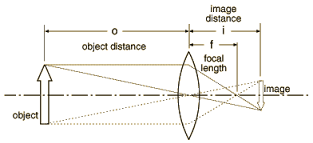 image
distance
o
i
object distance
f
focal
length
image
object